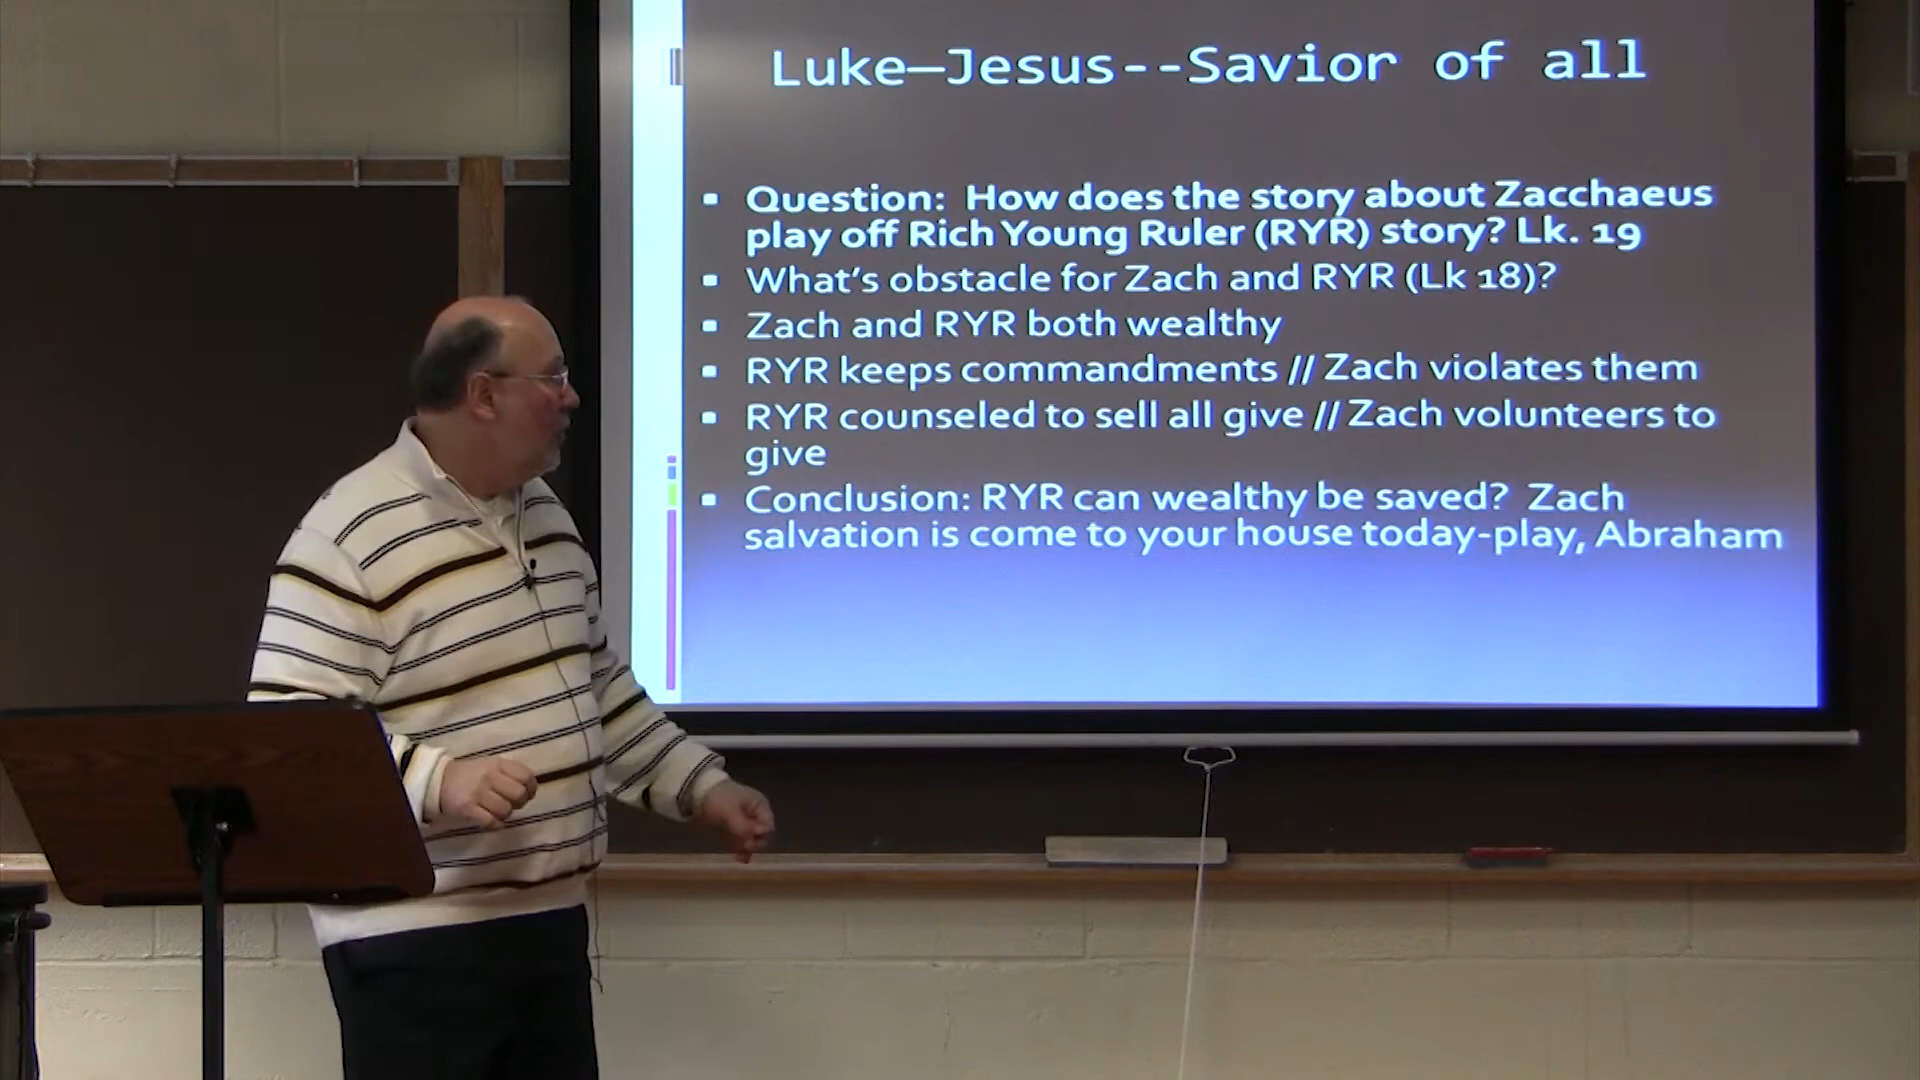 Luke—Jesus--Savior of all
▪ Question:  How does the story about Zacchaeus
play off Rich Young Ruler (RYR) story? Lk. 19
▪ What's obstacle for Zach and RYR (Lk 18)?
▪ Zach and RYR both wealthy
▪ RYR keeps commandments // Zach violates them
▪ RYR counseled to sell all give // Zach volunteers to
give
▪ Conclusion: RYR can wealthy be saved?  Zach
salvation is come to your house today-play, Abraham